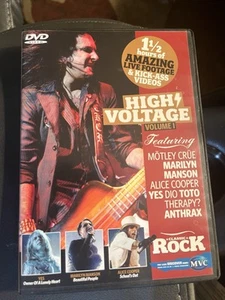 DVD
VIDEO
1½
hours of
AMAZING
LIVE FOOTAGE
& KICK-ASS
VIDEOS
HIGH
VOLTAGE
VOLUME I
Featuring
MÖTLEY CRÜE
MARILYN
MANSON
ALICE COOPER
YES DIO TOTO
THERAPY?
ANTHRAX
CLASSIC
ROCK
YES
Owner Of A Lonely Heart
MARILYN MANSON
Beautiful People
ALICE COOPER
School's Out
MVC